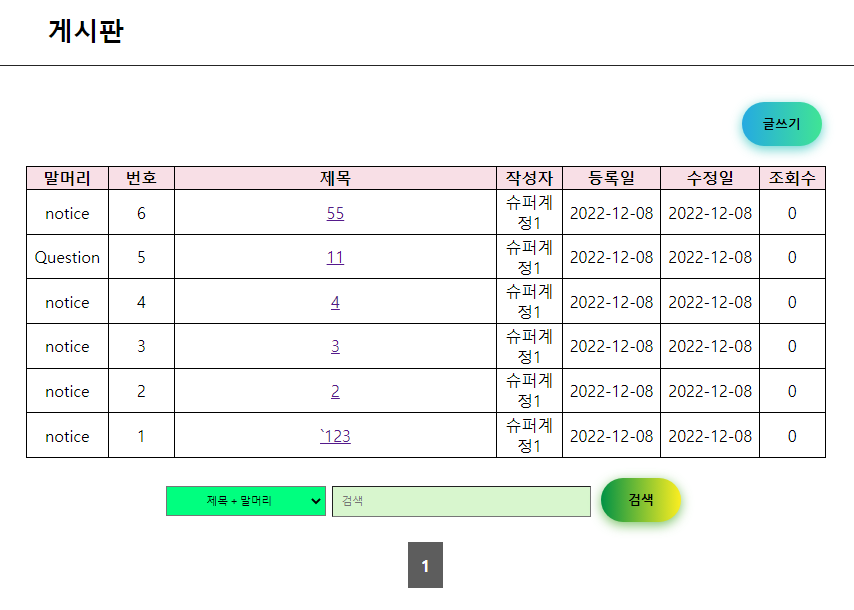 게시판
글쓰기
말머리 번호 제목 작성자 등록일 수정일 조회수
notice 6 55 슈퍼계정1 2022-12-08 2022-12-08 0
Question 5 11 슈퍼계정1 2022-12-08 2022-12-08 0
notice 4 4 슈퍼계정1 2022-12-08 2022-12-08 0
notice 3 3 슈퍼계정1 2022-12-08 2022-12-08 0
notice 2 2 슈퍼계정1 2022-12-08 2022-12-08 0
notice 1 `123 슈퍼계정1 2022-12-08 2022-12-08 0
제목 + 말머리 검색 검색
1